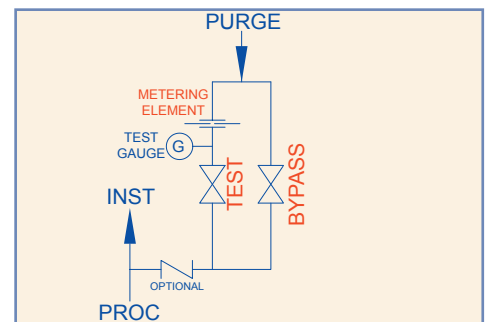 PURGE
METERING
ELEMENT
TEST
GAUGE
G
TEST
BYPASS
INST
OPTIONAL
PROC